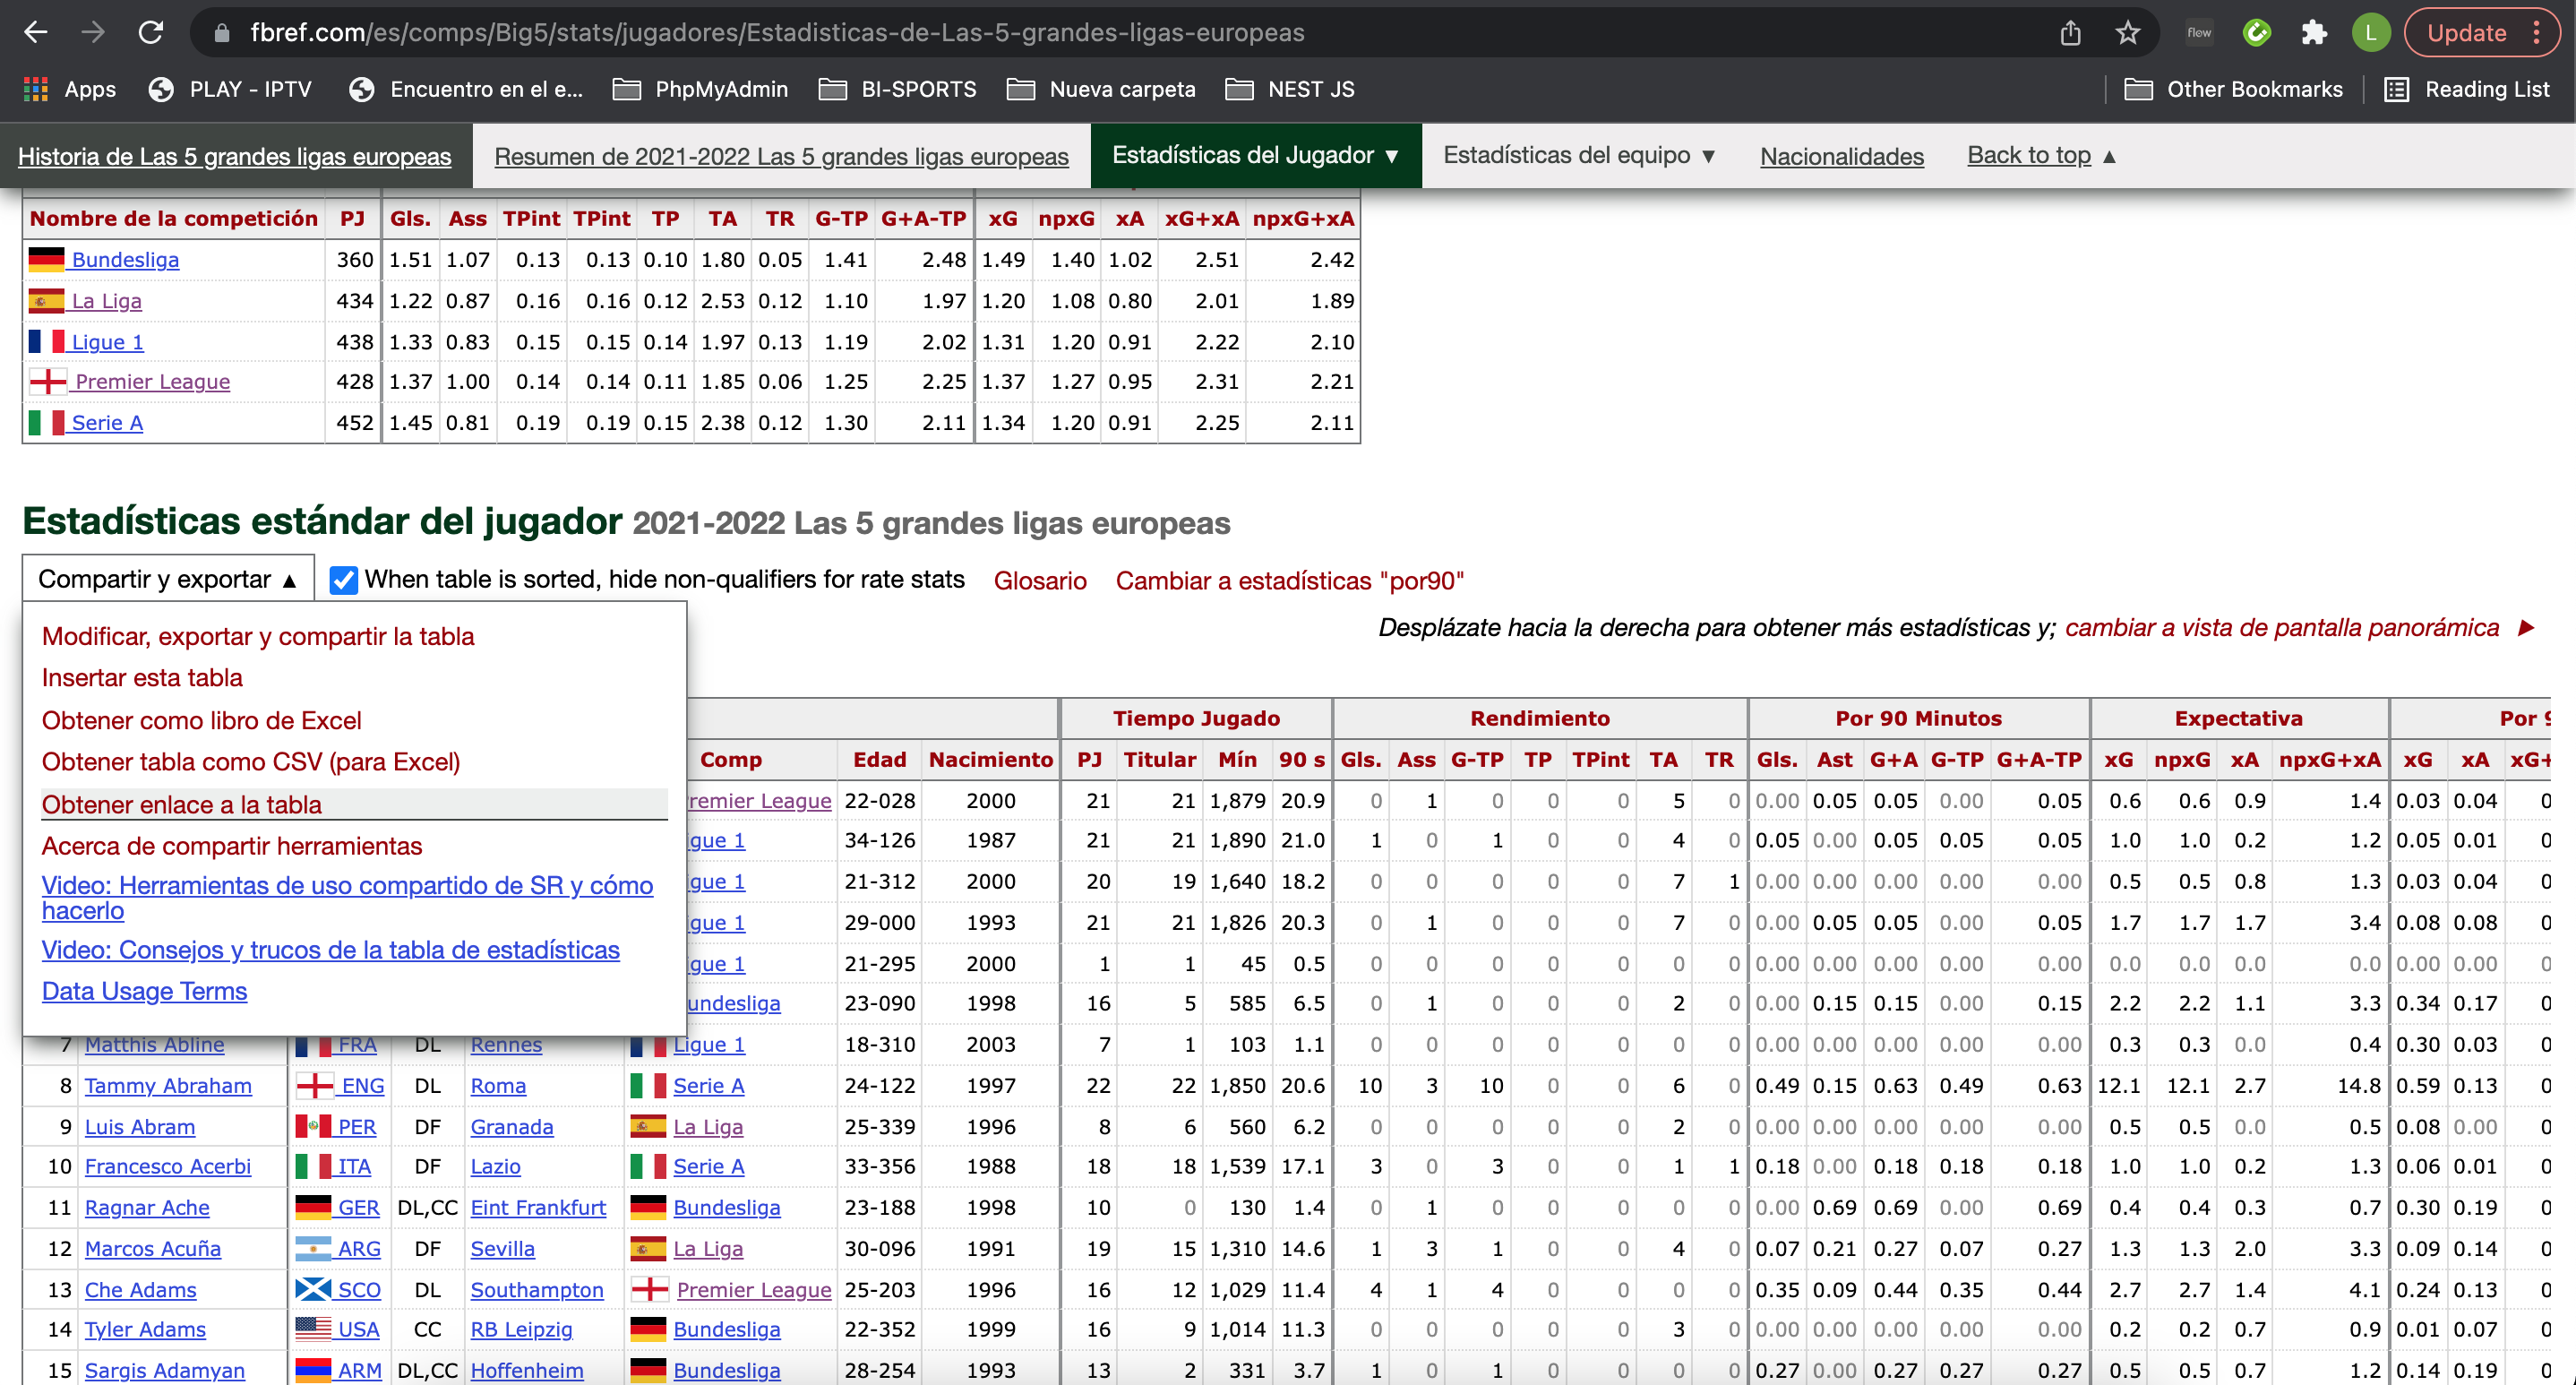 fbref.com/es/comps/Big5/stats/jugadores/Estadisticas-de-Las-5-grandes-ligas-europeas flow L Update
Apps PLAY - IPTV Encuentro en el e... PhpMyAdmin BI-SPORTS Nueva carpeta NEST JS Other Bookmarks Reading List
Historia de Las 5 grandes ligas europeas Resumen de 2021-2022 Las 5 grandes ligas europeas Estadísticas del Jugador ▼ Estadísticas del equipo ▼ Nacionalidades Back to top ▲
Nombre de la competición PJ Gls. Ass TPint TPint TP TA TR G-TP G+A-TP xG npxG xA xG+xA npxG+xA
Bundesliga 360 1.51 1.07 0.13 0.13 0.10 1.80 0.05 1.41 2.48 1.49 1.40 1.02 2.51 2.42
La Liga 434 1.22 0.87 0.16 0.16 0.12 2.53 0.12 1.10 1.97 1.20 1.08 0.80 2.01 1.89
Ligue 1 438 1.33 0.83 0.15 0.15 0.14 1.97 0.13 1.19 2.02 1.31 1.20 0.91 2.22 2.10
Premier League 428 1.37 1.00 0.14 0.14 0.11 1.85 0.06 1.25 2.25 1.37 1.27 0.95 2.31 2.21
Serie A 452 1.45 0.81 0.19 0.19 0.15 2.38 0.12 1.30 2.11 1.34 1.20 0.91 2.25 2.11
Estadísticas estándar del jugador 2021-2022 Las 5 grandes ligas europeas
Compartir y exportar ▲ When table is sorted, hide non-qualifiers for rate stats Glosario Cambiar a estadísticas "por90"
Desplázate hacia la derecha para obtener más estadísticas y; cambiar a vista de pantalla panorámica ►
Modificar, exportar y compartir la tabla
Insertar esta tabla
Obtener como libro de Excel
Obtener tabla como CSV (para Excel)
Obtener enlace a la tabla
Acerca de compartir herramientas
Video: Herramientas de uso compartido de SR y cómo
hacerlo
Video: Consejos y trucos de la tabla de estadísticas
Data Usage Terms
Tiempo Jugado Rendimiento Por 90 Minutos Expectativa Por 9
Comp Edad Nacimiento PJ Titular Mín 90 s Gls. Ass G-TP TP TPint TA TR Gls. Ast G+A G-TP G+A-TP xG npxG xA npxG+xA xG xA xG+
remier League 22-028 2000 21 21 1,879 20.9 0 1 0 0 0 5 0 0.00 0.05 0.05 0.00 0.05 0.6 0.6 0.9 1.4 0.03 0.04 0
igue 1 34-126 1987 21 21 1,890 21.0 1 0 1 0 0 4 0 0.05 0.00 0.05 0.05 0.05 1.0 1.0 0.2 1.2 0.05 0.01 0
igue 1 21-312 2000 20 19 1,640 18.2 0 0 0 0 0 7 1 0.00 0.00 0.00 0.00 0.00 0.5 0.5 0.8 1.3 0.03 0.04 0
igue 1 29-000 1993 21 21 1,826 20.3 0 1 0 0 0 7 0 0.00 0.05 0.05 0.00 0.05 1.7 1.7 1.7 3.4 0.08 0.08 0
igue 1 21-295 2000 1 1 45 0.5 0 0 0 0 0 0 0 0.00 0.00 0.00 0.00 0.00 0.0 0.0 0.0 0.0 0.00 0.00 0
undesliga 23-090 1998 16 5 585 6.5 0 1 0 0 0 2 0 0.00 0.15 0.15 0.00 0.15 2.2 2.2 1.1 3.3 0.34 0.17 0
7 Matthis Abline FRA DL Rennes Ligue 1 18-310 2003 7 1 103 1.1 0 0 0 0 0 0 0 0.00 0.00 0.00 0.00 0.00 0.3 0.3 0.0 0.4 0.30 0.03 0
8 Tammy Abraham ENG DL Roma Serie A 24-122 1997 22 22 1,850 20.6 10 3 10 0 0 6 0 0.49 0.15 0.63 0.49 0.63 12.1 12.1 2.7 14.8 0.59 0.13 0
9 Luis Abram PER DF Granada La Liga 25-339 1996 8 6 560 6.2 0 0 0 0 0 2 0 0.00 0.00 0.00 0.00 0.00 0.5 0.5 0.0 0.5 0.08 0.00 0
10 Francesco Acerbi ITA DF Lazio Serie A 33-356 1988 18 18 1,539 17.1 3 0 3 0 0 1 1 0.18 0.00 0.18 0.18 0.18 1.0 1.0 0.2 1.3 0.06 0.01 0
11 Ragnar Ache GER DL,CC Eint Frankfurt Bundesliga 23-188 1998 10 0 130 1.4 0 1 0 0 0 0 0 0.00 0.69 0.69 0.00 0.69 0.4 0.4 0.3 0.7 0.30 0.19 0
12 Marcos Acuña ARG DF Sevilla La Liga 30-096 1991 19 15 1,310 14.6 1 3 1 0 0 4 0 0.07 0.21 0.27 0.07 0.27 1.3 1.3 2.0 3.3 0.09 0.14 0
13 Che Adams SCO DL Southampton Premier League 25-203 1996 16 12 1,029 11.4 4 1 4 0 0 0 0 0.35 0.09 0.44 0.35 0.44 2.7 2.7 1.4 4.1 0.24 0.13 0
14 Tyler Adams USA CC RB Leipzig Bundesliga 22-352 1999 16 9 1,014 11.3 0 0 0 0 0 3 0 0.00 0.00 0.00 0.00 0.00 0.2 0.2 0.7 0.9 0.01 0.07 0
15 Sargis Adamyan ARM DL,CC Hoffenheim Bundesliga 28-254 1993 13 2 331 3.7 1 0 1 0 0 0 0 0.27 0.00 0.27 0.27 0.27 0.5 0.5 0.7 1.2 0.14 0.19 0